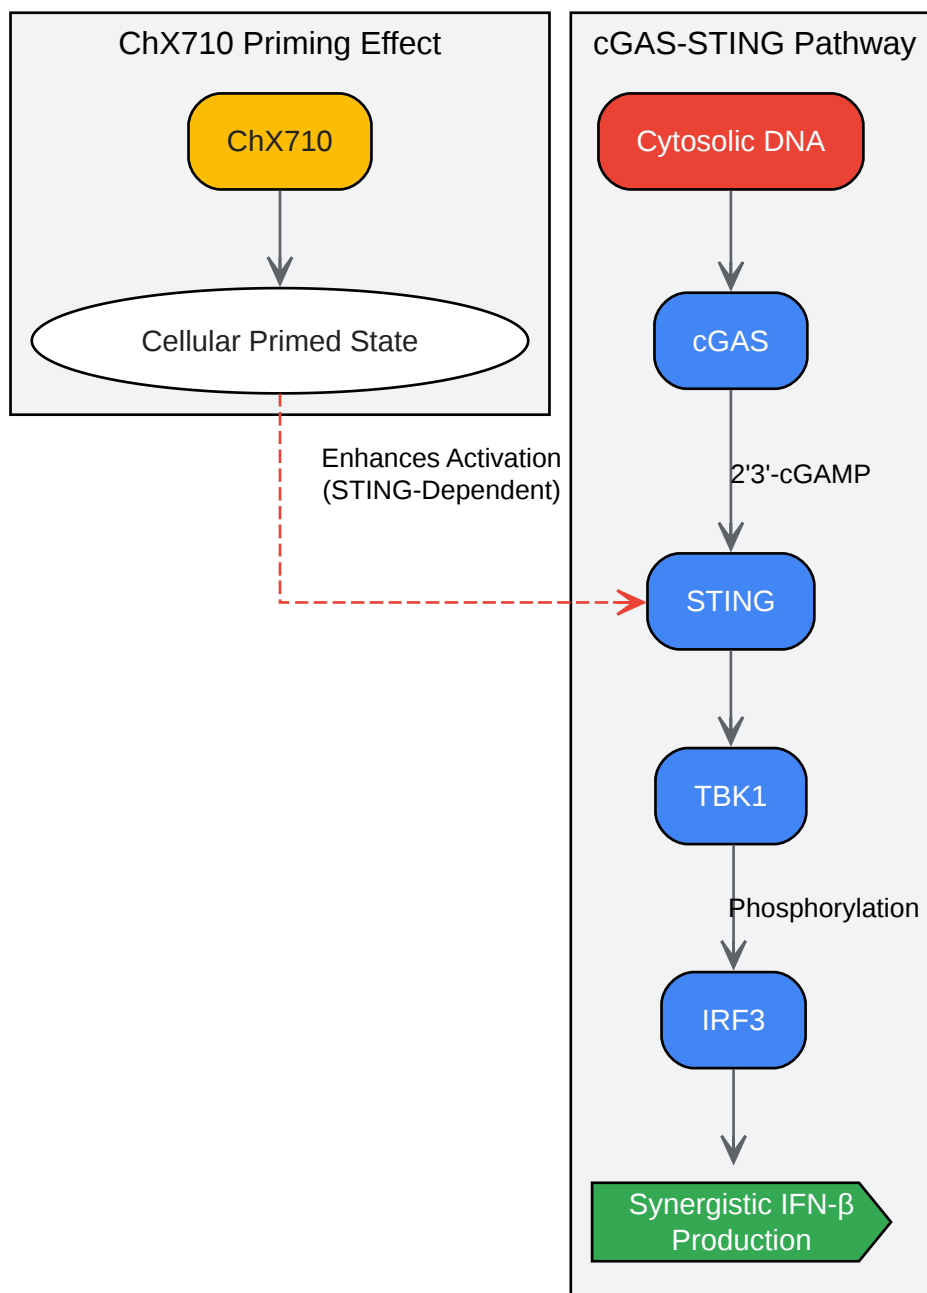 ChX710 Priming Effect
ChX710
Cellular Primed State
Enhances Activation
(STING-Dependent)
cGAS-STING Pathway
Cytosolic DNA
cGAS
2'3'-cGAMP
STING
TBK1
Phosphorylation
IRF3
Synergistic IFN-β
Production